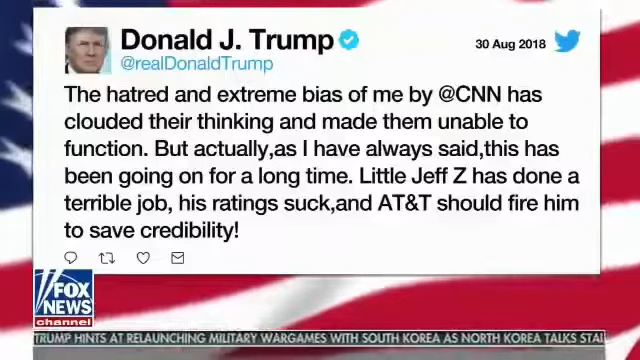 Donald J. Trump
30 Aug 2018
@realDonaldTrump
The hatred and extreme bias of me by @CNN has
clouded their thinking and made them unable to
function. But actually,as I have always said,this has
been going on for a long time. Little Jeff Z has done a
terrible job, his ratings suck,and AT&T should fire him
to save credibility!
FOX
NEWS
channel
TRUMP HINTS AT RELAUNCHING MILITARY WARGAMES WITH SOUTH KOREA AS NORTH KOREA TALKS STAL